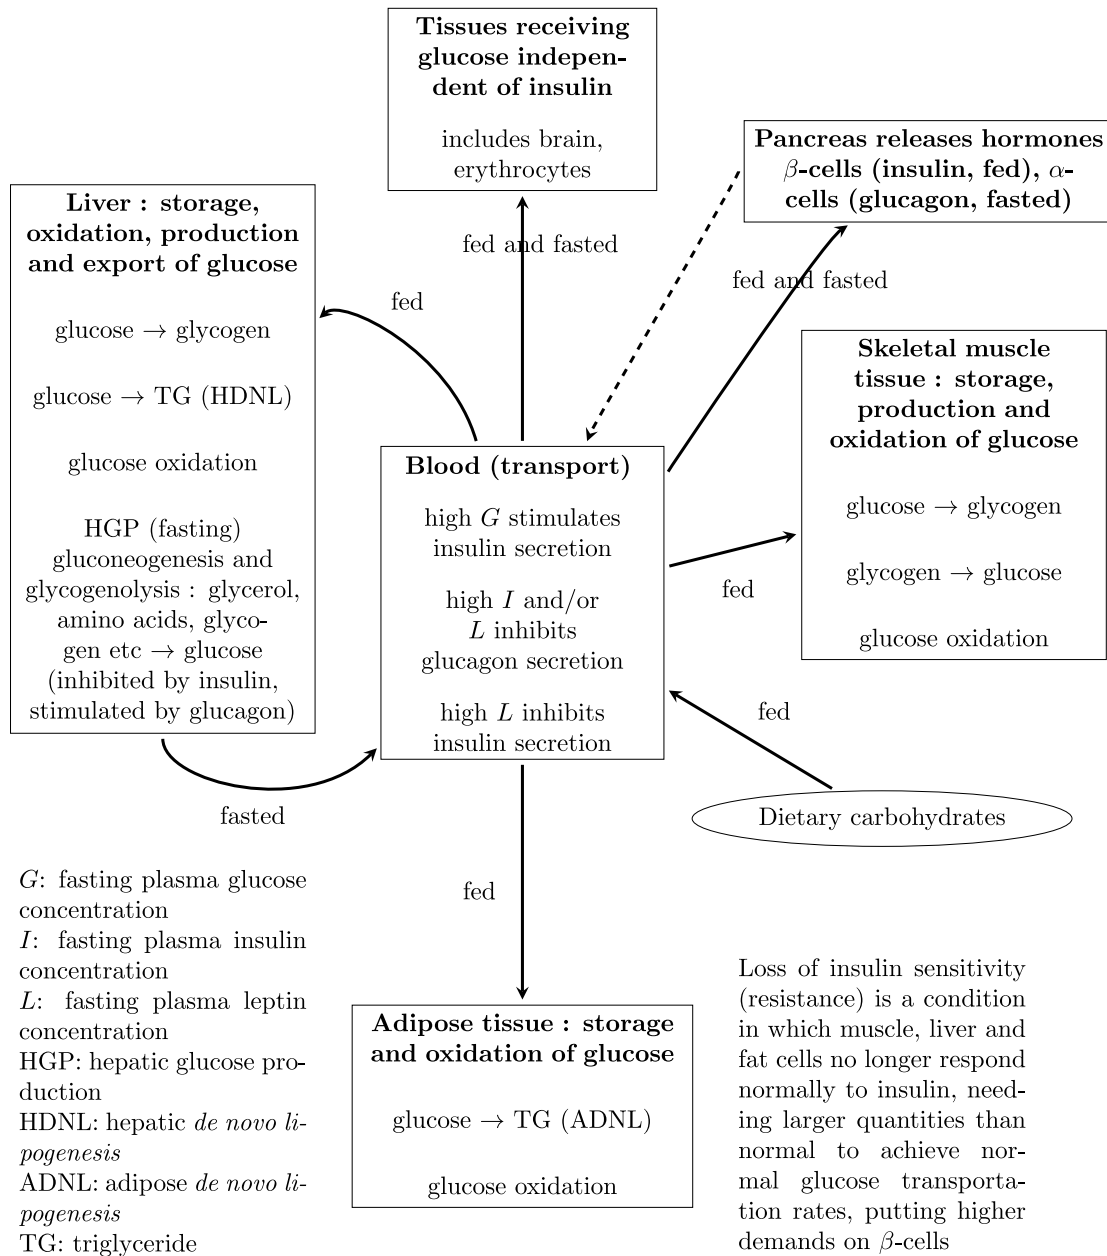 Tissues receiving
glucose indepen-
dent of insulin
includes brain,
erythrocytes
Pancreas releases hormones
β-cells (insulin, fed), α-
cells (glucagon, fasted)
Liver : storage,
oxidation, production
and export of glucose
glucose → glycogen
glucose → TG (HDNL)
glucose oxidation
HGP (fasting)
gluconeogenesis and
glycogenolysis : glycerol,
amino acids, glyco-
gen etc → glucose
(inhibited by insulin,
stimulated by glucagon)
fed
fed and fasted
fed and fasted
Skeletal muscle
tissue : storage,
production and
oxidation of glucose
glucose → glycogen
glycogen → glucose
glucose oxidation
Blood (transport)
high G stimulates
insulin secretion
high I and/or
L inhibits
glucagon secretion
high L inhibits
insulin secretion
fed
fed
Dietary carbohydrates
fasted
fed
G: fasting plasma glucose
concentration
I: fasting plasma insulin
concentration
L: fasting plasma leptin
concentration
HGP: hepatic glucose pro-
duction
HDNL: hepatic de novo li-
pogenesis
ADNL: adipose de novo li-
pogenesis
TG: triglyceride
Adipose tissue : storage
and oxidation of glucose
glucose → TG (ADNL)
glucose oxidation
Loss of insulin sensitivity
(resistance) is a condition
in which muscle, liver and
fat cells no longer respond
normally to insulin, need-
ing larger quantities than
normal to achieve nor-
mal glucose transporta-
tion rates, putting higher
demands on β-cells